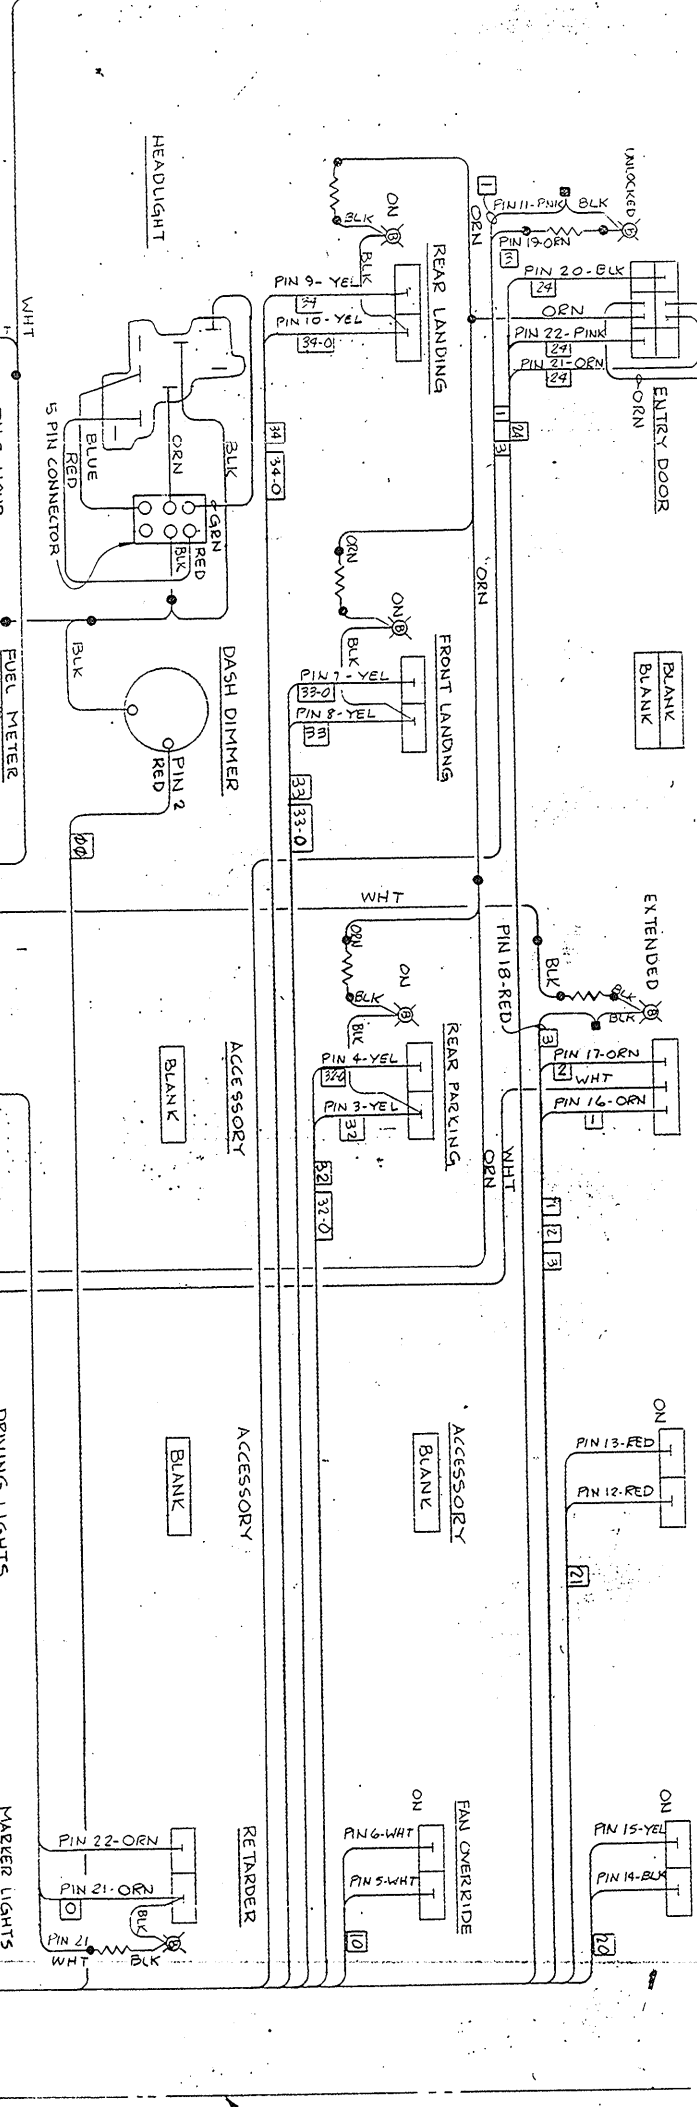 UNLOCKED
1
PIN 11-PNK
BLK
PIN 19-ORN
3
ORN
PIN 20-BLK
24
ORN
PIN 22-PINK
24
PIN 21-ORN
24
ORN
ENTRY DOOR
1
3
24
HEADLIGHT
ON
BLK
BLK
REAR LANDING
PIN 9-YEL
34
PIN 10-YEL
34-0
34
34-0
WHT
5 PIN CONNECTOR
RED
BLUE
ORN
BLK
GRN
RED
BLK
ORN
ORN
ON
BLK
FRONT LANDING
PIN 7-YEL
33-0
PIN 8-YEL
33
33
33-0
BLANK
BLANK
DASH DIMMER
BLK
PIN 2
RED
FUEL METER
WHT
EXTENDED
BLK
BLK
BLK
PIN 18-RED
3
PIN 17-ORN
2
WHT
PIN 16-ORN
1
1
2
3
ORN
ON
BLK
BLK
REAR PARKING
PIN 4-YEL
32-0
PIN 3-YEL
32
32
32-0
WHT
ORN
ACCESSORY
BLANK
ACCESSORY
BLANK
ACCESSORY
BLANK
ON
PIN 13-RED
PIN 12-RED
21
DRIVING LIGHTS
MARKER LIGHTS
RETARDER
PIN 22-ORN
PIN 21-ORN
0
BLK
PIN 21
WHT
BLK
ON
FAN OVERRIDE
PIN 6-WHT
PIN 5-WHT
10
ON
PIN 15-YEL
PIN 14-BLK
20